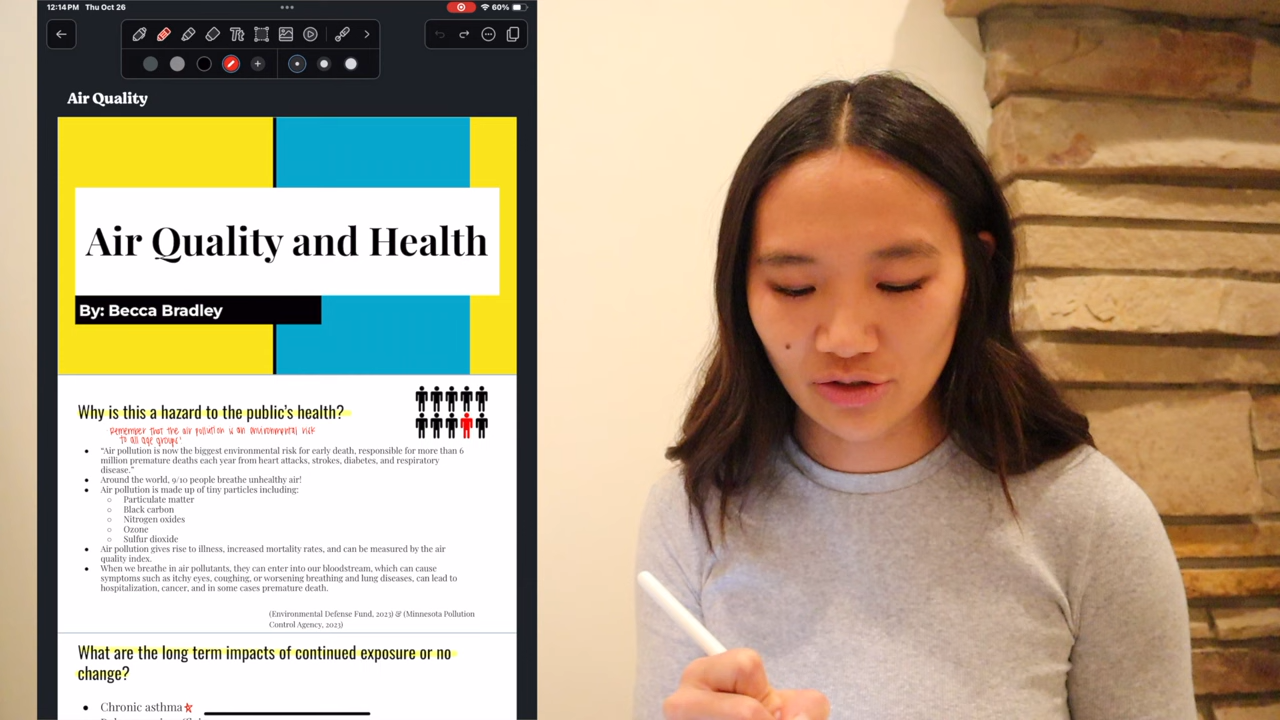 12:14 PM Thu Oct 26
60%
Air Quality
Air Quality and Health
By: Becca Bradley
Why is this a hazard to the public's health?
Remember that the air pollution is an environmental risk
to all age groups!
● "Air pollution is now the biggest environmental risk for early death, responsible for more than 6
million premature deaths each year from heart attacks, strokes, diabetes, and respiratory
disease."
● Around the world, 9/10 people breathe unhealthy air!
● Air pollution is made up of tiny particles including:
○ Particulate matter
○ Black carbon
○ Nitrogen oxides
○ Ozone
○ Sulfur dioxide
● Air pollution gives rise to illness, increased mortality rates, and can be measured by the air
quality index.
● When we breathe in air pollutants, they can enter into our bloodstream, which can cause
symptoms such as itchy eyes, coughing, or worsening breathing and lung diseases, can lead to
hospitalization, cancer, and in some cases premature death.
(Environmental Defense Fund, 2023) & (Minnesota Pollution
Control Agency, 2023)
What are the long term impacts of continued exposure or no
change?
● Chronic asthma